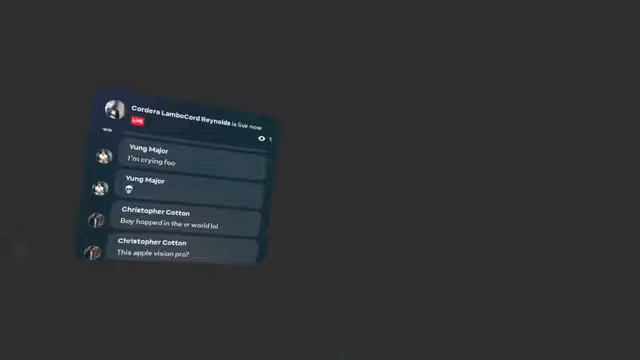 Cordera LamboCord Reynolds is live now
LIVE
1
Yung Major
I'm crying foo
Yung Major
💀
Christopher Cotton
Boy hopped in the vr world lol
Christopher Cotton
This apple vision pro?